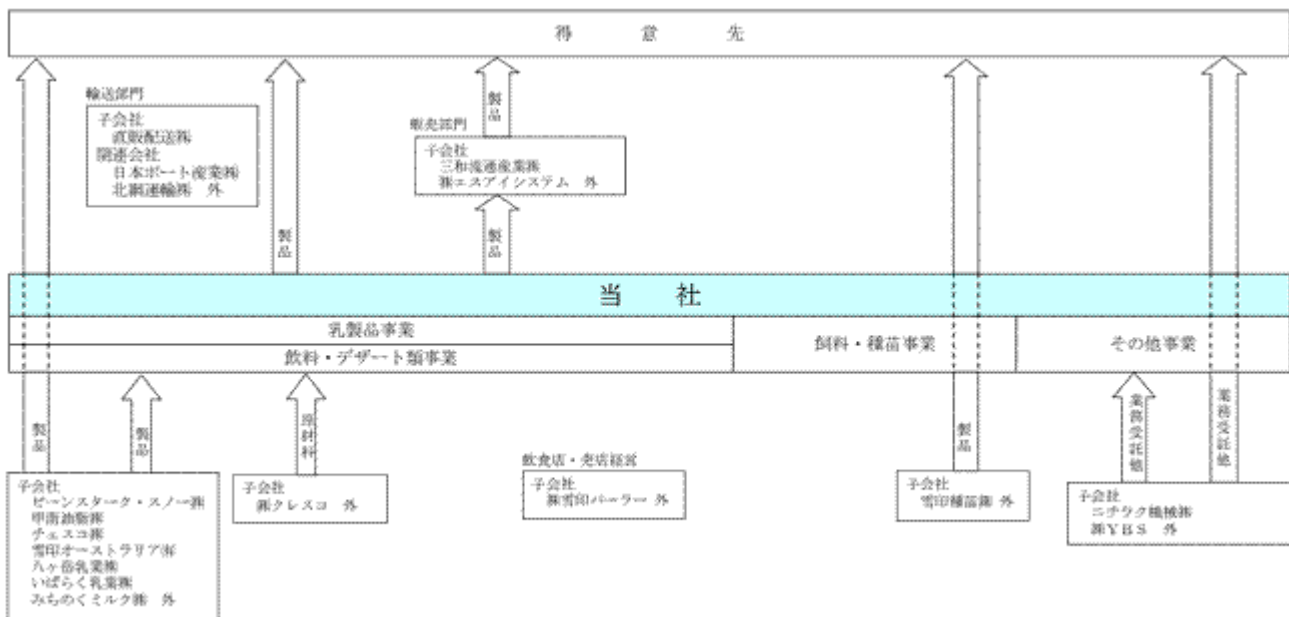 得意先
輸送部門
子会社
直販配送㈱
関連会社
日本ポート産業㈱
北網運輸㈱ 外
製品
販売部門
子会社
三和流通産業㈱
㈱エスアイシステム 外
製品
製品
当社
乳製品事業
飲料・デザート類事業
飼料・種苗事業
その他事業
製品
製品
原材料
製品
業務受託他
業務受託他
子会社
ビーンスターク・スノー㈱
甲南油脂㈱
チェスコ㈱
雪印オーストラリア㈲
八ヶ岳乳業㈱
いばらく乳業㈱
みちのくミルク㈱ 外
子会社
㈱クレスコ 外
飲食店・売店経営
子会社
㈱雪印パーラー 外
子会社
雪印種苗㈱ 外
子会社
ニチラク機械㈱
㈱YBS 外